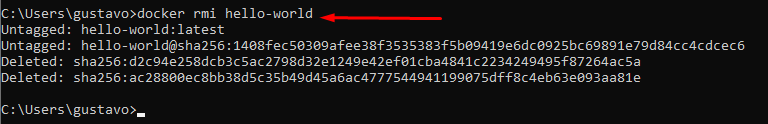 C:\Users\gustavo>docker rmi hello-world
Untagged: hello-world:latest
Untagged: hello-world@sha256:1408fec50309afee38f3535383f5b09419e6dc0925bc69891e79d84cc4cdcec6
Deleted: sha256:d2c94e258dcb3c5ac2798d32e1249e42ef01cba4841c2234249495f87264ac5a
Deleted: sha256:ac28800ec8bb38d5c35b49d45a6ac4777544941199075dff8c4eb63e093aa81e
C:\Users\gustavo>